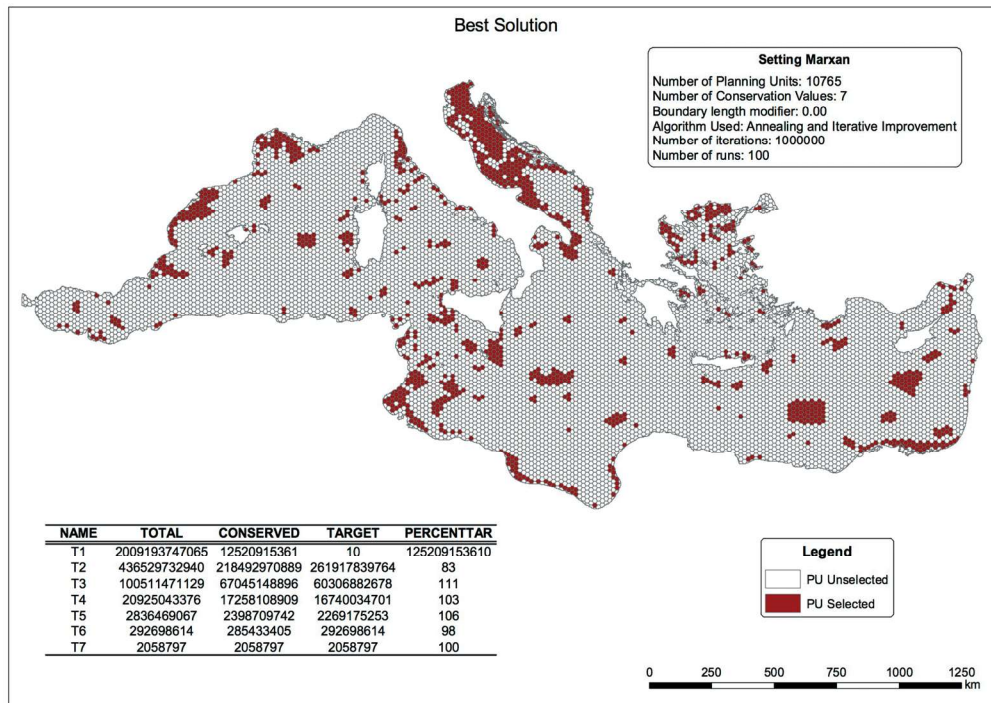 Best Solution
Setting Marxan
Number of Planning Units: 10765
Number of Conservation Values: 7
Boundary length modifier: 0.00
Algorithm Used: Annealing and Iterative Improvement
Number of iterations: 1000000
Number of runs: 100
NAME TOTAL CONSERVED TARGET PERCENTTAR
T1 2009193747065 12520915361 10 125209153610
T2 436529732940 218492970889 261917839764 83
T3 100511471129 67045148896 60306882678 111
T4 20925043376 17258108909 16740034701 103
T5 2836469067 2398709742 2269175253 106
T6 292698614 285433405 292698614 98
T7 2058797 2058797 2058797 100
Legend
PU Unselected
PU Selected
0 250 500 750 1000 1250
km